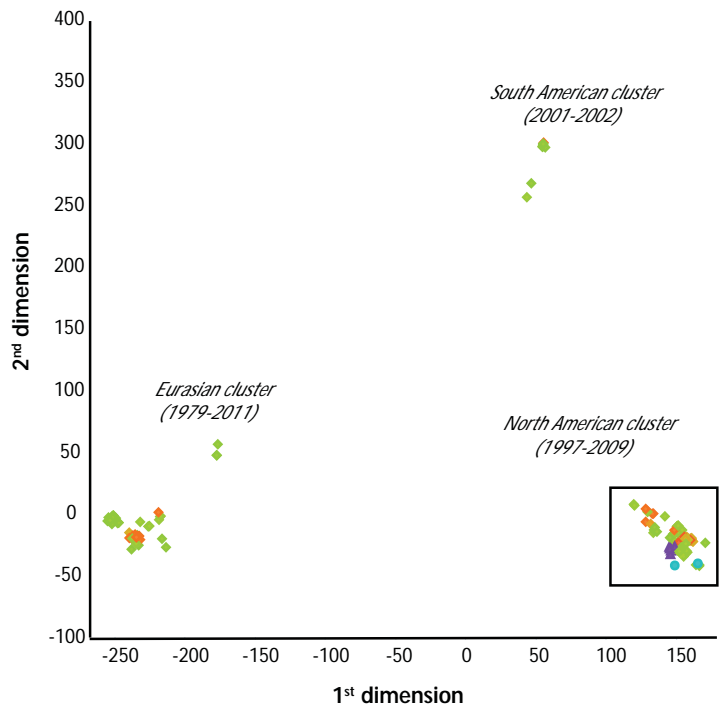 400
350
South American cluster
(2001-2002)
300
250
200
150
2nd dimension
100
Eurasian cluster
(1979-2011)
North American cluster
(1997-2009)
50
0
-50
-100
-250 -200 -150 -100 -50 0 50 100 150
1st dimension